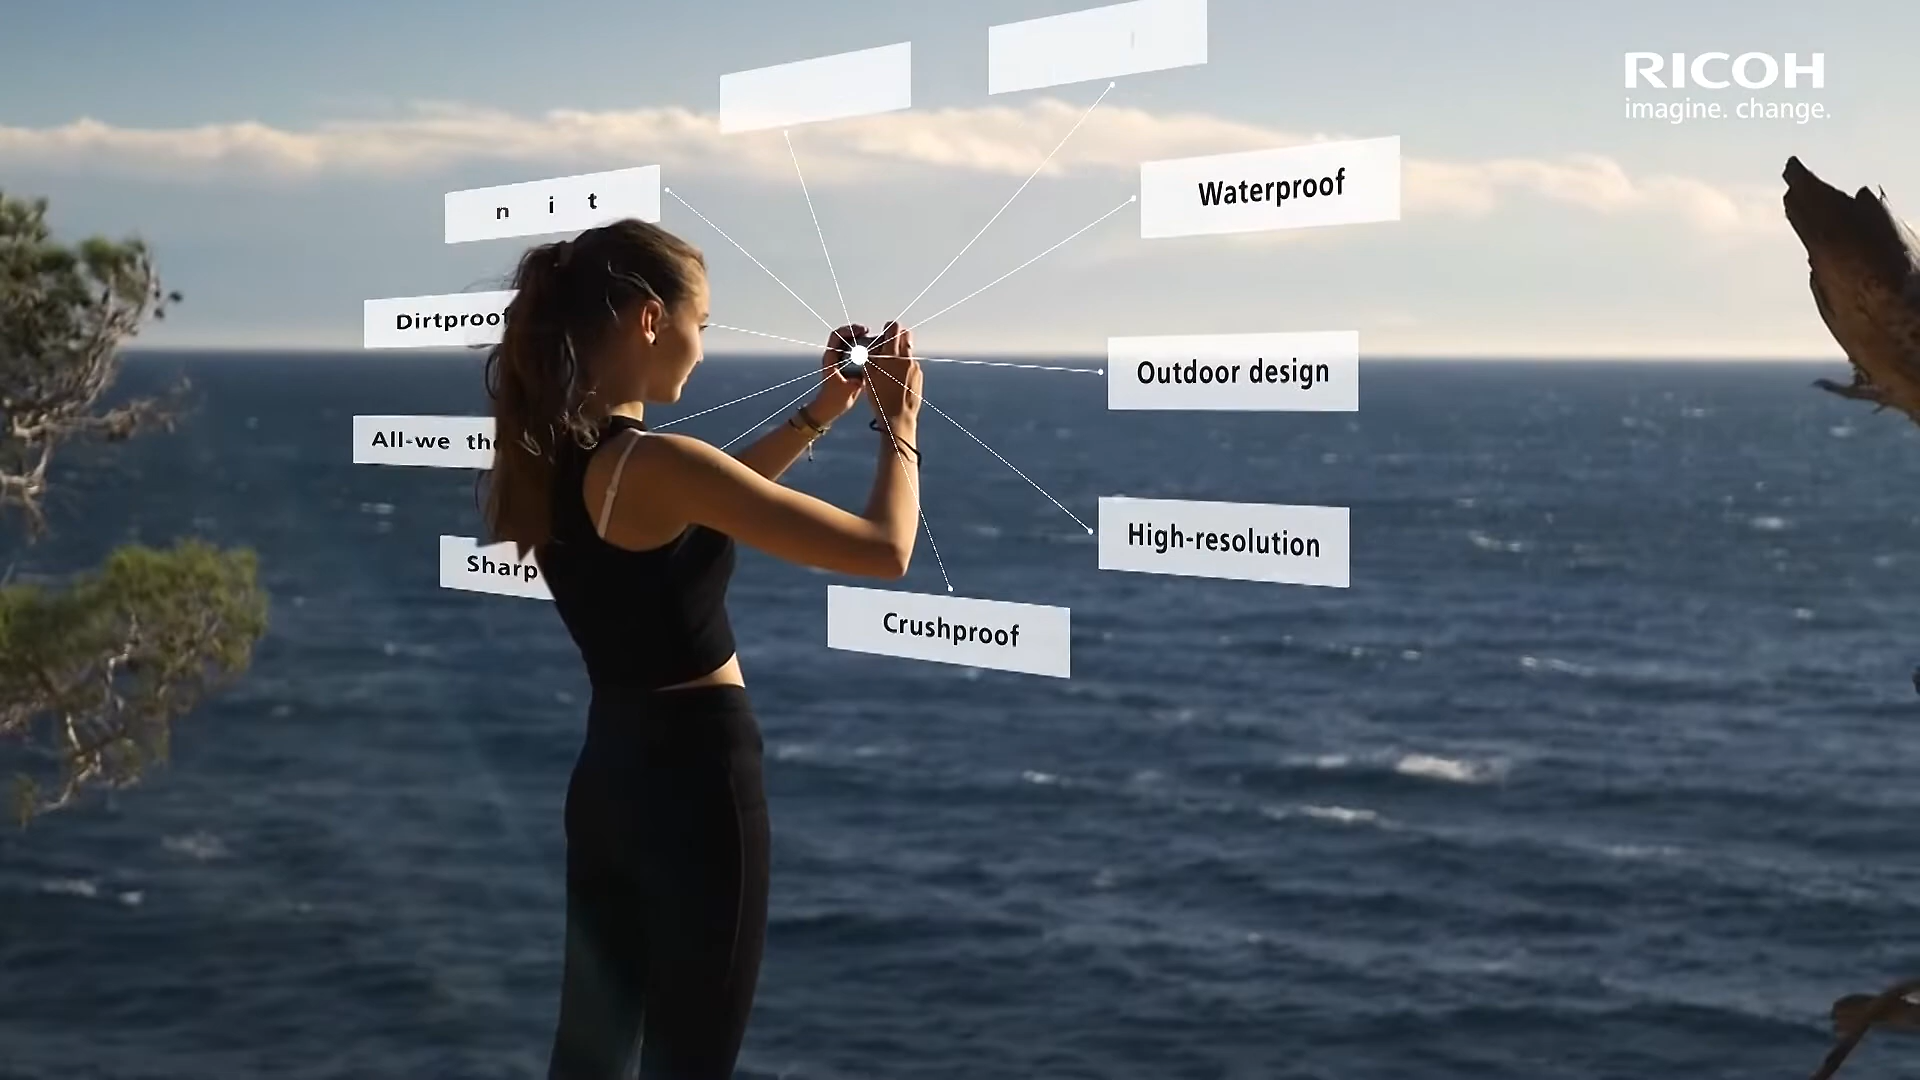 RICOH
imagine. change.
Waterproof
n i t
Dirtproof
Outdoor design
All-we the
High-resolution
Sharp
Crushproof